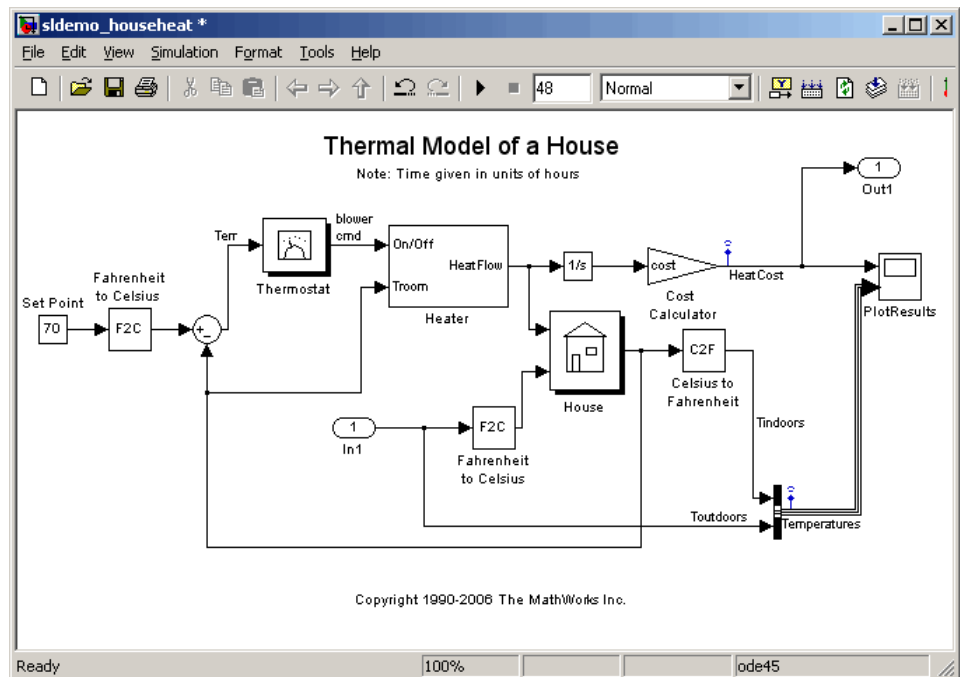 sldemo_househeat *
File Edit View Simulation Format Tools Help
48 Normal
Thermal Model of a House
Note: Time given in units of hours
1
Out1
Terr
blower
cmd
On/Off
HeatFlow
Troom
Heater
Thermostat
1/s
cost
HeatCost
Cost
Calculator
PlotResults
Set Point
70
Fahrenheit
to Celsius
F2C
+
-
House
C2F
Celsius to
Fahrenheit
1
In1
F2C
Fahrenheit
to Celsius
Tindoors
Toutdoors
Temperatures
Copyright 1990-2006 The MathWorks Inc.
Ready 100% ode45